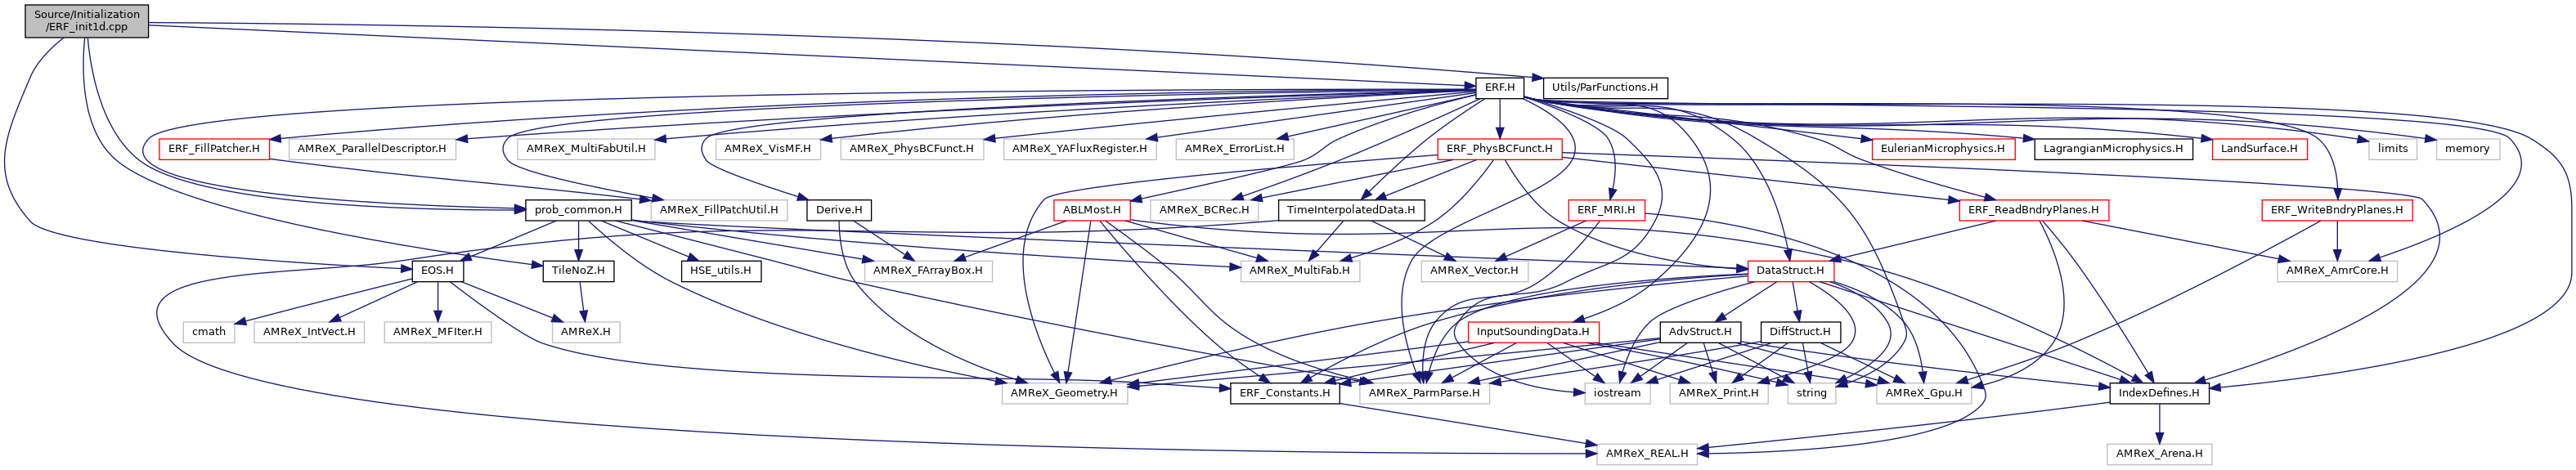 Source/Initialization
/ERF_init1d.cpp
ERF.H
Utils/ParFunctions.H
ERF_FillPatcher.H
AMReX_ParallelDescriptor.H
AMReX_MultiFabUtil.H
AMReX_VisMF.H
AMReX_PhysBCFunct.H
AMReX_YAFluxRegister.H
AMReX_ErrorList.H
ERF_PhysBCFunct.H
EulerianMicrophysics.H
LagrangianMicrophysics.H
LandSurface.H
limits
memory
prob_common.H
AMReX_FillPatchUtil.H
Derive.H
ABLMost.H
AMReX_BCRec.H
TimeInterpolatedData.H
ERF_MRI.H
ERF_ReadBndryPlanes.H
ERF_WriteBndryPlanes.H
EOS.H
TileNoZ.H
HSE_utils.H
AMReX_FArrayBox.H
AMReX_MultiFab.H
AMReX_Vector.H
DataStruct.H
AMReX_AmrCore.H
cmath
AMReX_IntVect.H
AMReX_MFIter.H
AMReX.H
InputSoundingData.H
AdvStruct.H
DiffStruct.H
AMReX_Geometry.H
ERF_Constants.H
AMReX_ParmParse.H
iostream
AMReX_Print.H
string
AMReX_Gpu.H
IndexDefines.H
AMReX_REAL.H
AMReX_Arena.H